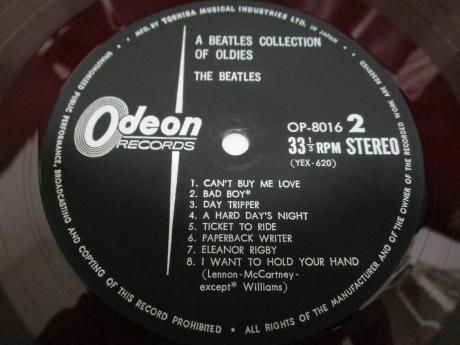 MFG. BY TOSHIBA MUSICAL INDUSTRIES LTD. IN JAPAN
A BEATLES COLLECTION
OF OLDIES
THE BEATLES
Odeon
RECORDS
OP-8016 2
33⅓ RPM STEREO
(YEX-620)
1. CAN'T BUY ME LOVE
2. BAD BOY*
3. DAY TRIPPER
4. A HARD DAY'S NIGHT
5. TICKET TO RIDE
6. PAPERBACK WRITER
7. ELEANOR RIGBY
8. I WANT TO HOLD YOUR HAND
(Lennon-McCartney-
except* Williams)
UNAUTHORISED PUBLIC PERFORMANCE, BROADCASTING AND COPYING OF THIS RECORD PROHIBITED • ALL RIGHTS OF THE MANUFACTURER AND OF THE OWNER OF THE RECORDED WORK ARE RESERVED